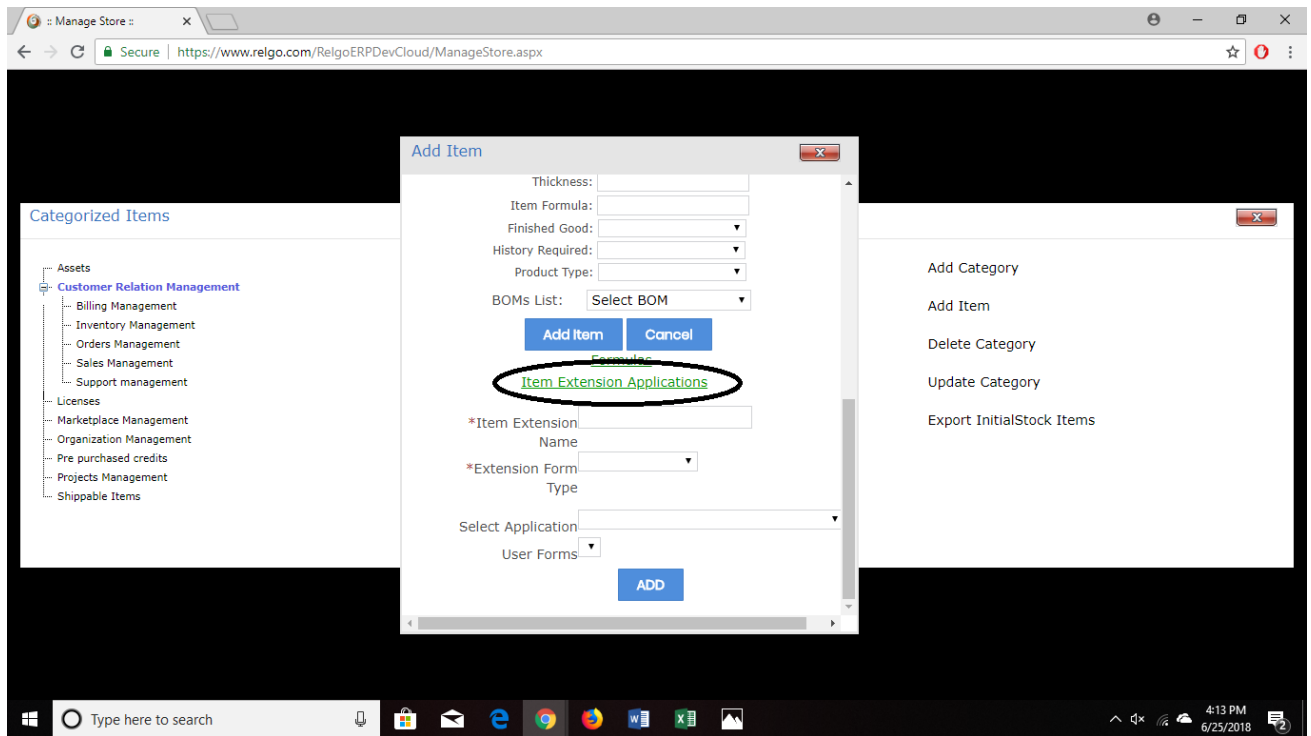 :: Manage Store ::
Secure | https://www.relgo.com/RelgoERPDevCloud/ManageStore.aspx
Add Item
Thickness:
Item Formula:
Finished Good:
History Required:
Product Type:
BOMs List: Select BOM
Add Item Cancel
Formulas
Item Extension Applications
*Item Extension
Name
*Extension Form
Type
Select Application
User Forms
ADD
Categorized Items
Assets
Customer Relation Management
Billing Management
Inventory Management
Orders Management
Sales Management
Support management
Licenses
Marketplace Management
Organization Management
Pre purchased credits
Projects Management
Shippable Items
Add Category
Add Item
Delete Category
Update Category
Export InitialStock Items
Type here to search
4:13 PM
6/25/2018
2